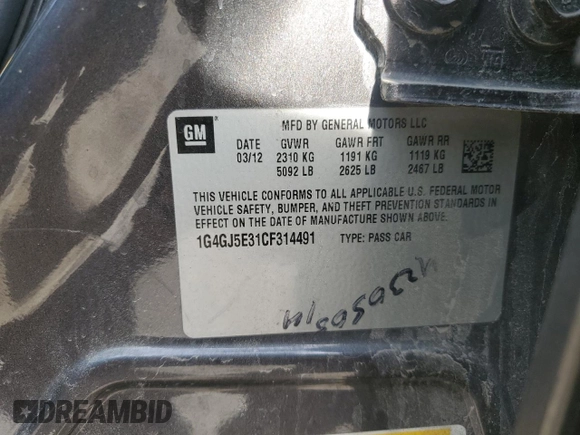 GM
MFD BY GENERAL MOTORS LLC
DATE GVWR GAWR FRT GAWR RR
03/12 2310 KG 1191 KG 1119 KG
5092 LB 2625 LB 2467 LB
THIS VEHICLE CONFORMS TO ALL APPLICABLE U.S. FEDERAL MOTOR
VEHICLE SAFETY, BUMPER, AND THEFT PREVENTION STANDARDS IN
EFFECT ON THE DATE OF MANUFACTURE SHOWN ABOVE.
1G4GJ5E31CF314491 TYPE: PASS CAR
DREAMBID